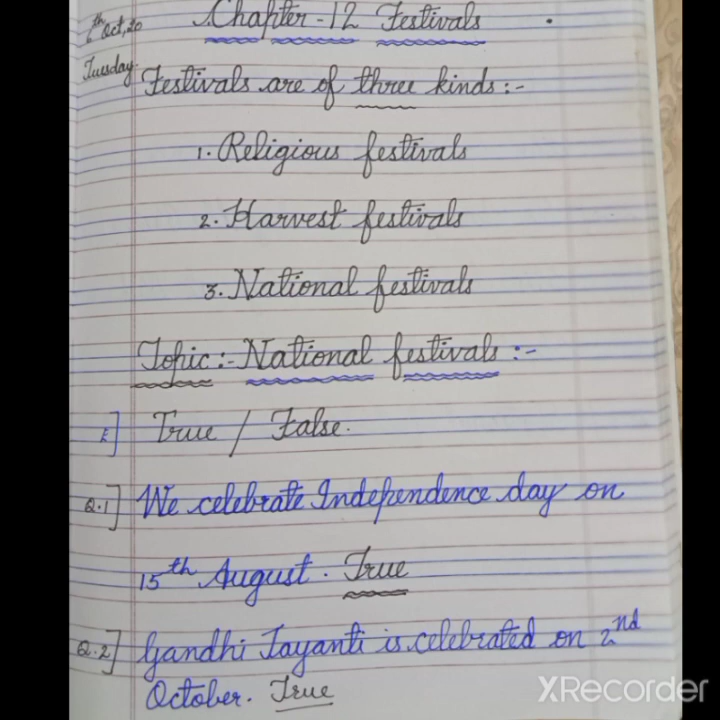 6th Oct, 20
Chapter - 12 Festivals
Tuesday.
Festivals are of three kinds :-
1. Religious festivals
2. Harvest festivals
3. National festivals
Topic :- National festivals :-
E] True / False.
Q.1] We celebrate Independence day on
15th August. True
Q.2] Gandhi Jayanti is celebrated on 2nd
October. True
XRecorder